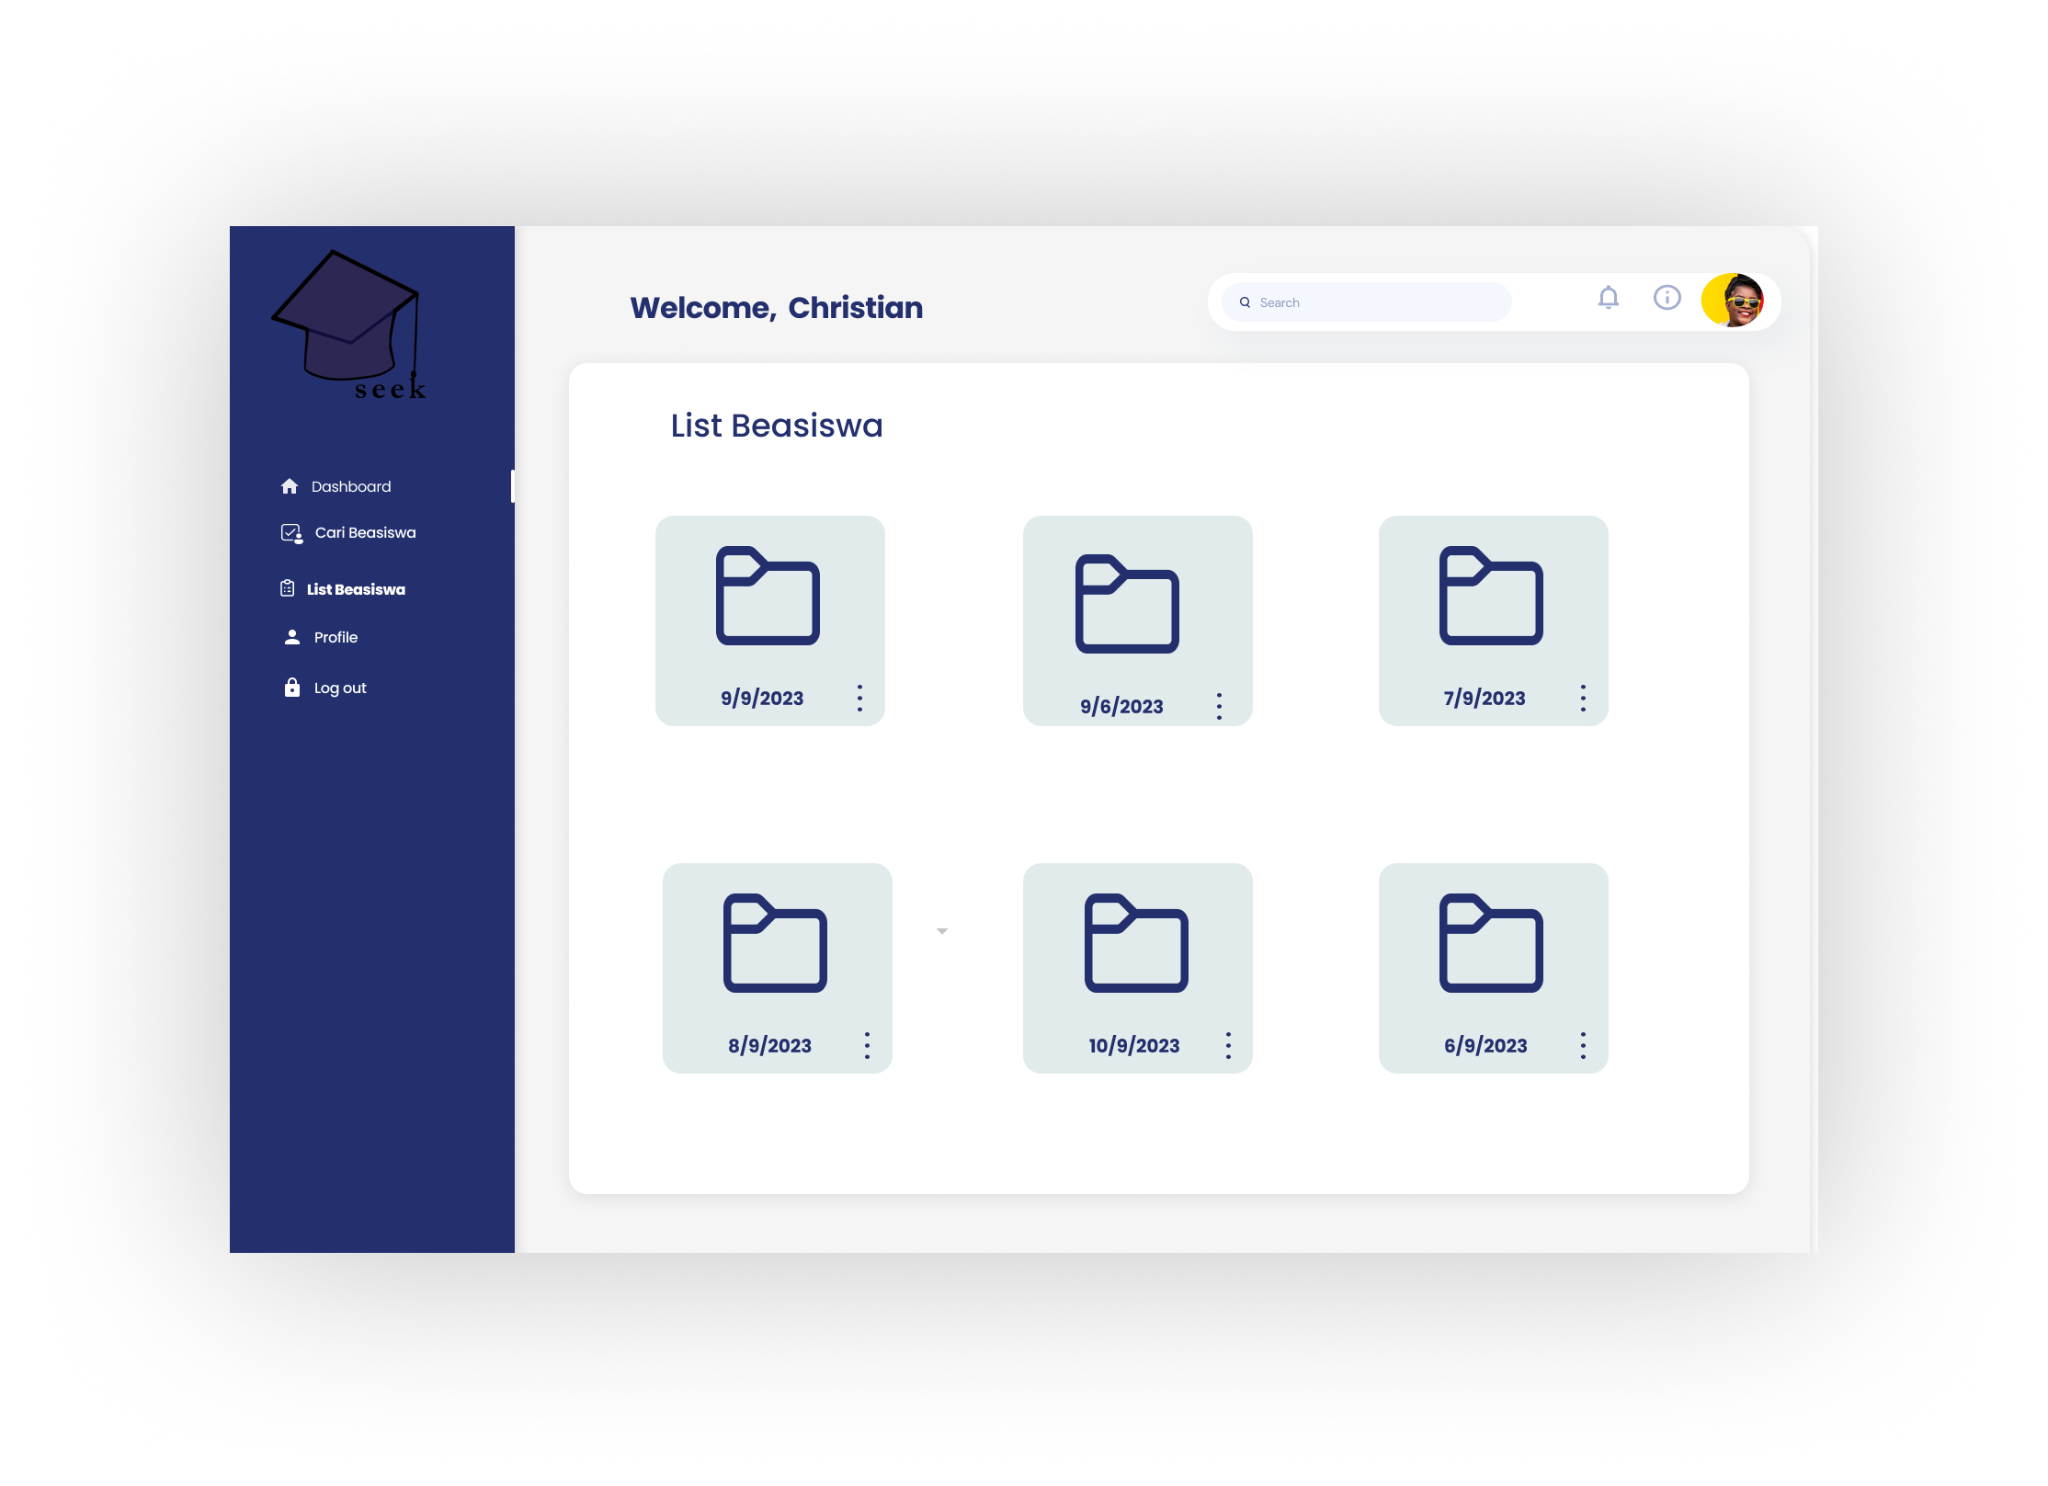 seek
Dashboard
Cari Beasiswa
List Beasiswa
Profile
Log out
Welcome, Christian
Search
List Beasiswa
9/9/2023
9/6/2023
7/9/2023
8/9/2023
10/9/2023
6/9/2023